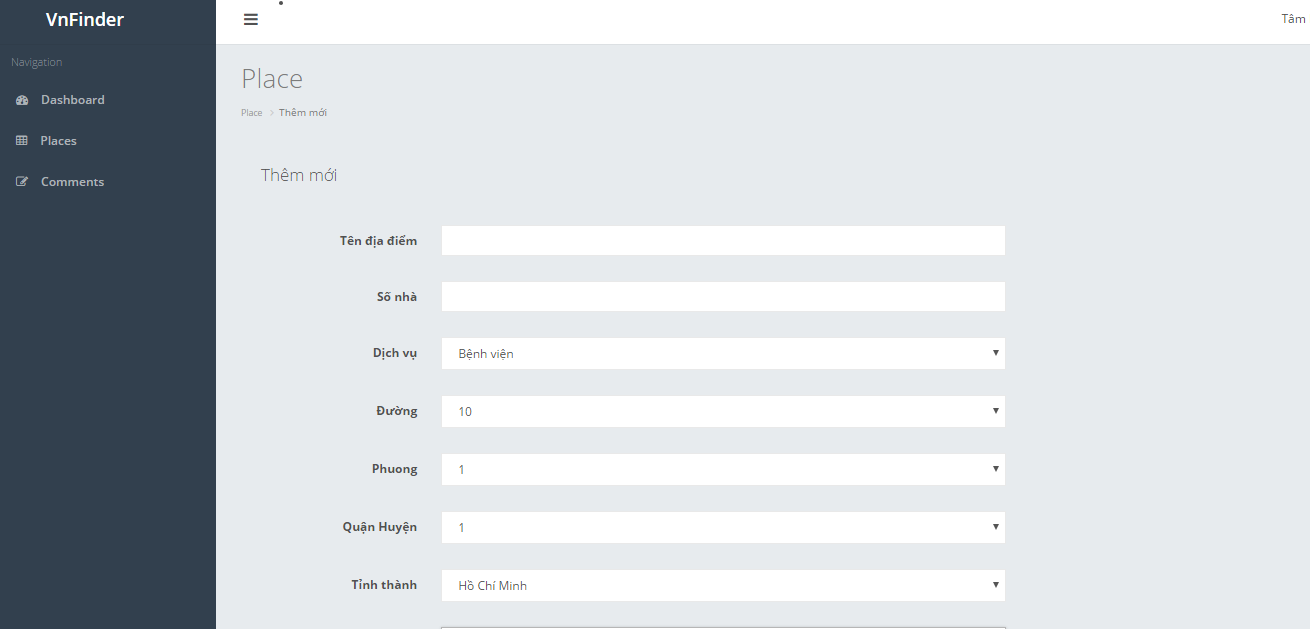 VnFinder
Tâm
Navigation
Dashboard
Places
Comments
Place
Place > Thêm mới
Thêm mới
Tên địa điểm
Số nhà
Dịch vụ Bệnh viện
Đường 10
Phuong 1
Quận Huyện 1
Tỉnh thành Hồ Chí Minh